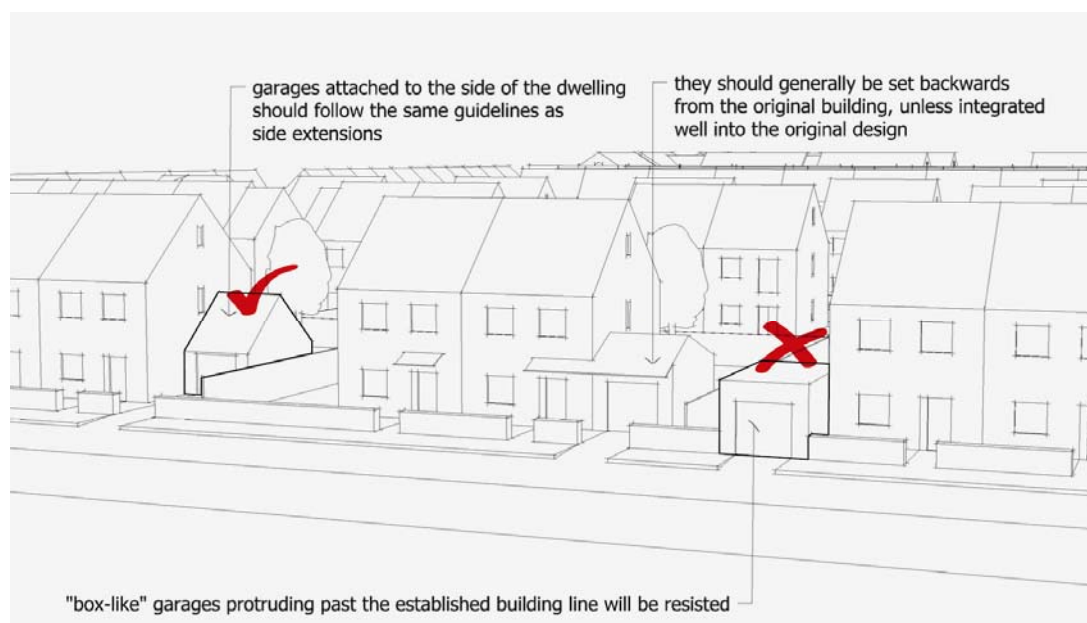 garages attached to the side of the dwelling
should follow the same guidelines as
side extensions
they should generally be set backwards
from the original building, unless integrated
well into the original design
"box-like" garages protruding past the established building line will be resisted